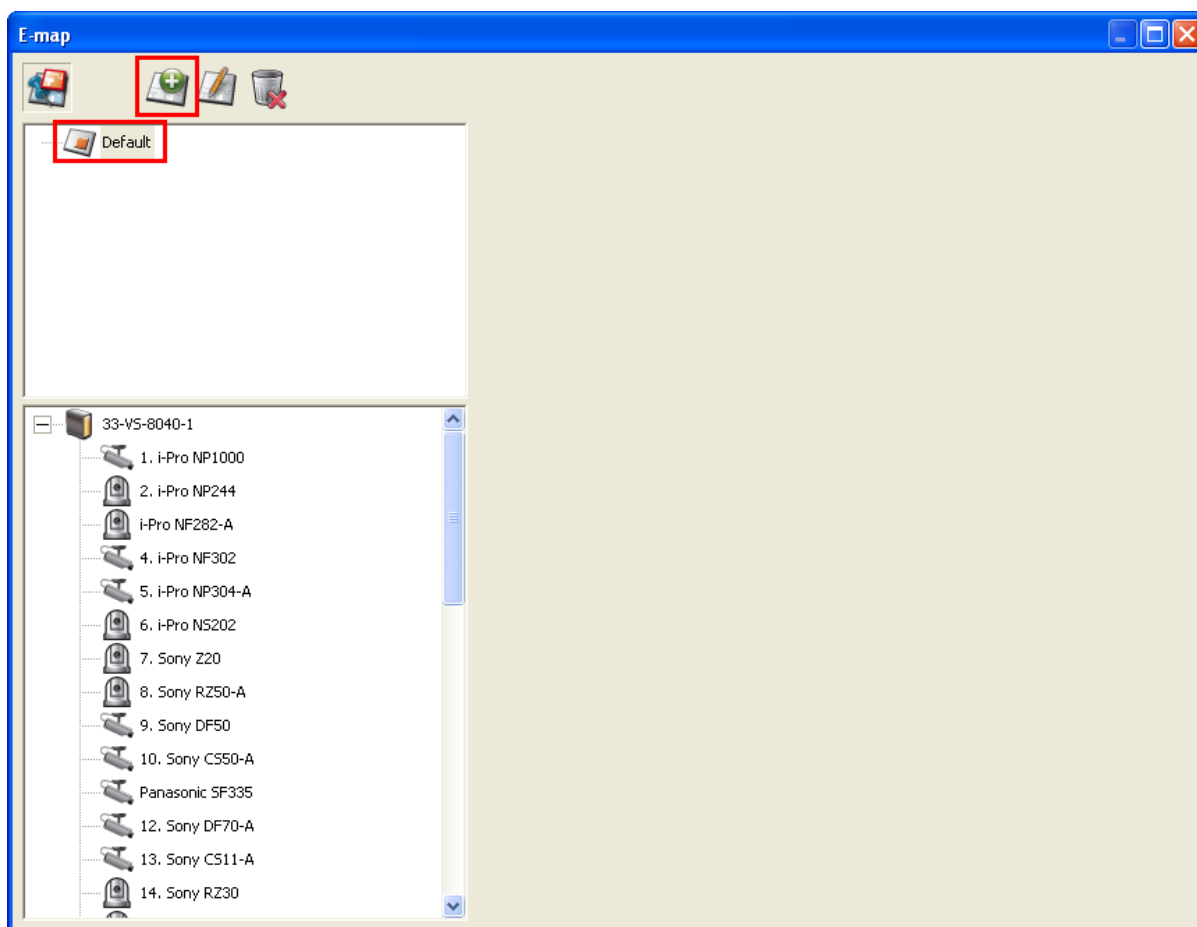 E-map
Default
33-VS-8040-1
1. i-Pro NP1000
2. i-Pro NP244
i-Pro NF282-A
4. i-Pro NF302
5. i-Pro NP304-A
6. i-Pro NS202
7. Sony Z20
8. Sony RZ50-A
9. Sony DF50
10. Sony CS50-A
Panasonic SF335
12. Sony DF70-A
13. Sony CS11-A
14. Sony RZ30